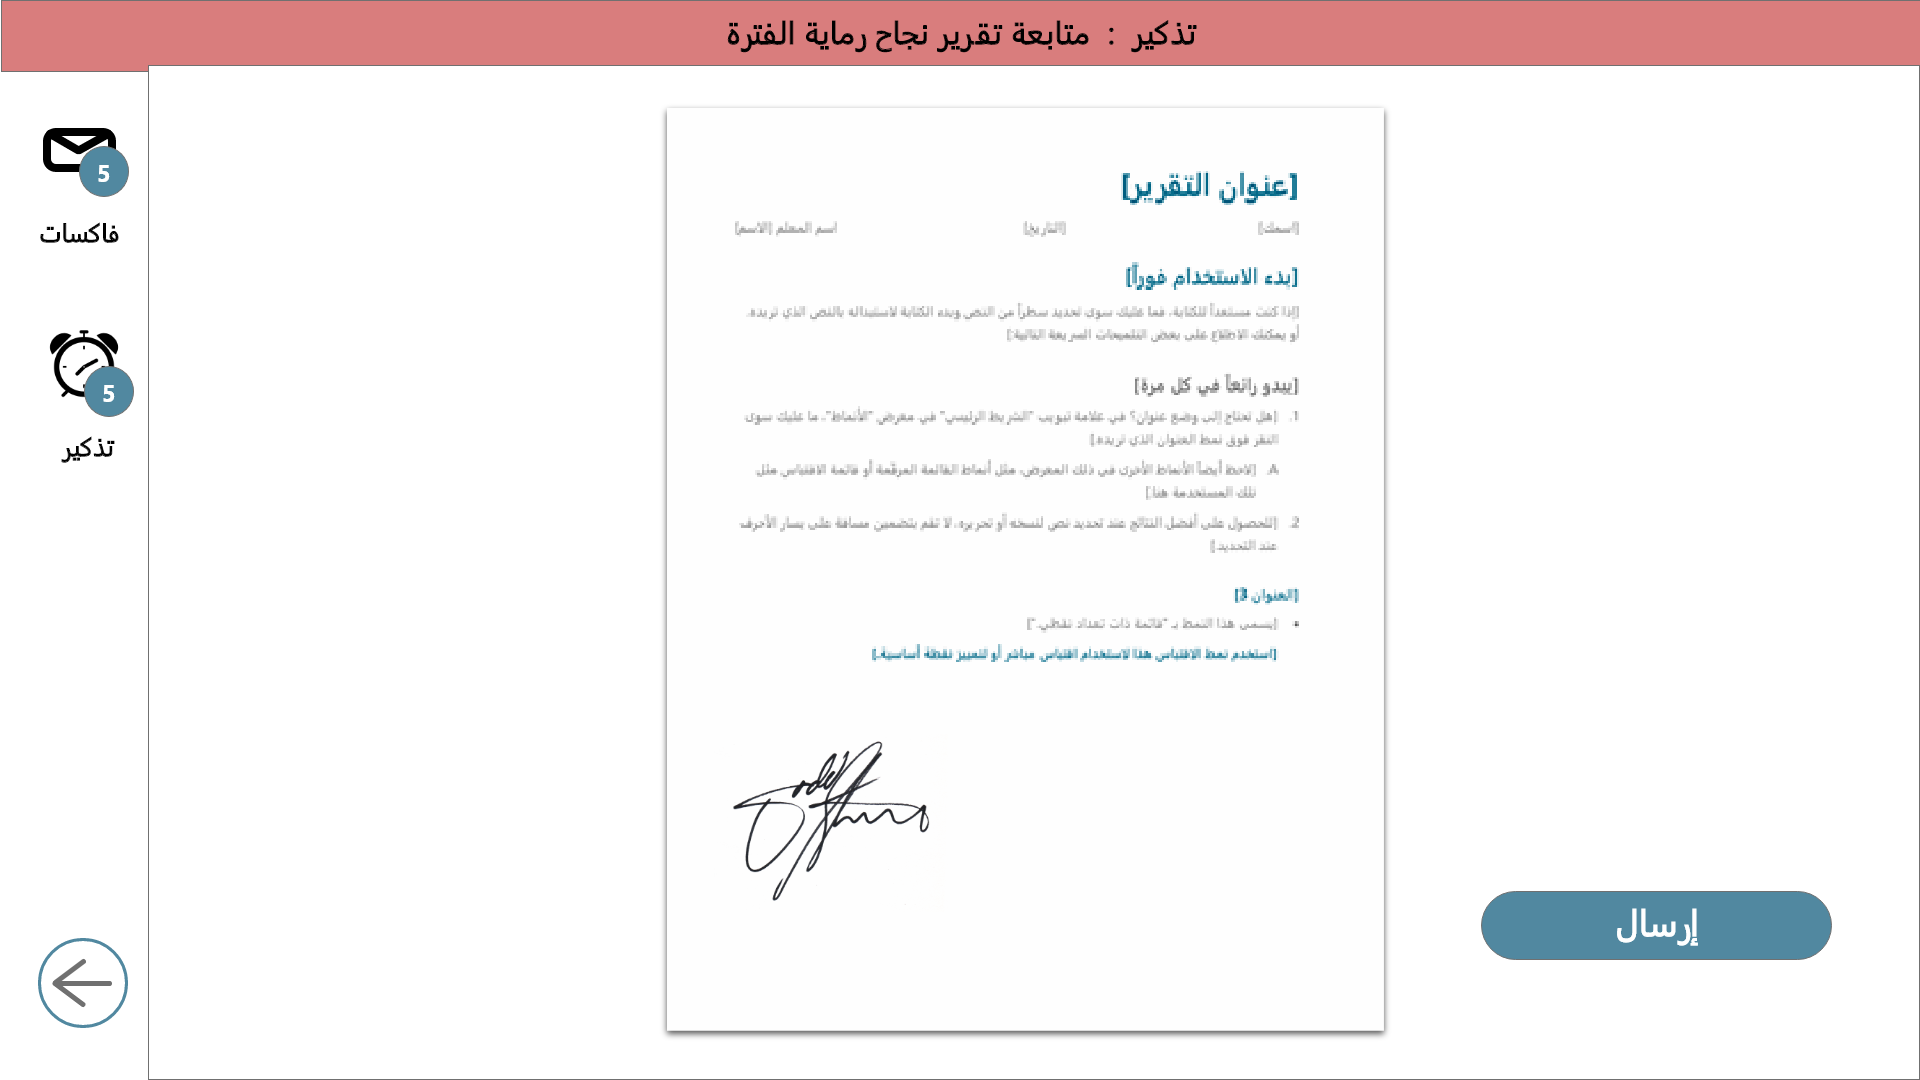 تذكير : متابعة تقرير نجاح رماية الفترة
5
فاكسات
5
تذكير
[عنوان التقرير]
[اسمك]
[التاريخ]
اسم المعلم [الاسم]
[بدء الاستخدام فوراً]
[إذا كنت مستعداً للكتابة، فما عليك سوى تحديد سطراً من النص وبدء الكتابة لاستبداله بالنص الذي تريده.
أو يمكنك الاطلاع على بعض التلميحات السريعة التالية:]
[يبدو رائعاً في كل مرة]
1. [هل تحتاج إلى وضع عنوان؟ في علامة تبويب "الشريط الرئيسي" في معرض "الأنماط"، ما عليك سوى
النقر فوق نمط العنوان الذي تريده.]
A. [لاحظ أيضاً الأنماط الأخرى في ذلك المعرض، مثل أنماط القائمة المرقمة أو قائمة الاقتباس مثل
تلك المستخدمة هنا.]
2. [للحصول على أفضل النتائج عند تحديد نص لنسخه أو تحريره، لا تقم بتضمين مسافة على يسار الأحرف
عند التحديد.]
[العنوان 3]
• [يسمى هذا النمط بـ "قائمة ذات تعداد نقطي."]
[استخدم نمط الاقتباس هذا لاستخدام اقتباس مباشر أو لتمييز نقطة أساسية.]
إرسال